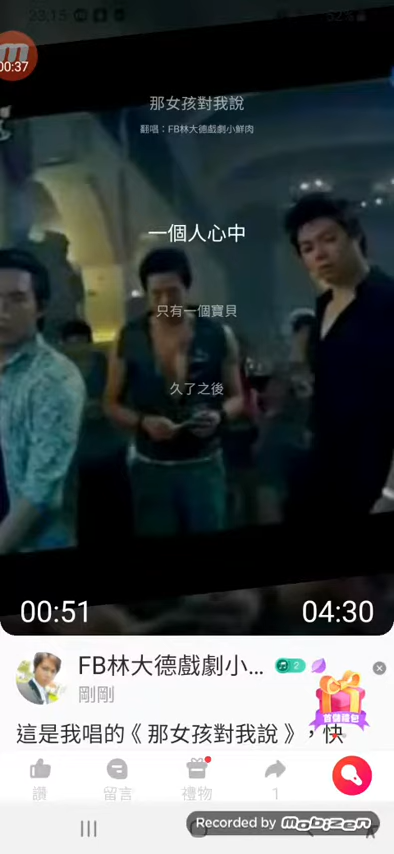 23:15
52%
00:37
那女孩對我說
翻唱：FB林大德戲劇小鮮肉
一個人心中
只有一個寶貝
久了之後
00:51
04:30
FB林大德戲劇小...
2
剛剛
首儲禮包
這是我唱的《 那女孩對我說 》，快
讚
留言
禮物
1
Recorded by mobizen